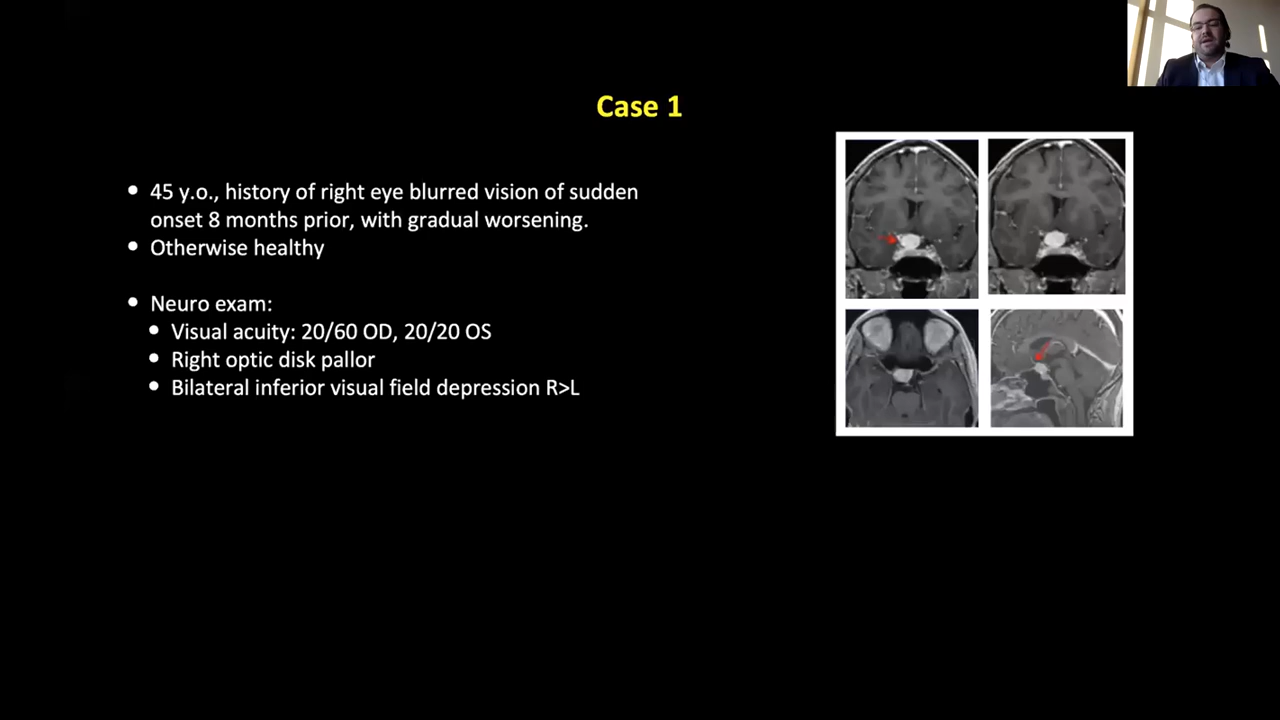 Case 1
• 45 y.o., history of right eye blurred vision of sudden
onset 8 months prior, with gradual worsening.
• Otherwise healthy
• Neuro exam:
• Visual acuity: 20/60 OD, 20/20 OS
• Right optic disk pallor
• Bilateral inferior visual field depression R>L